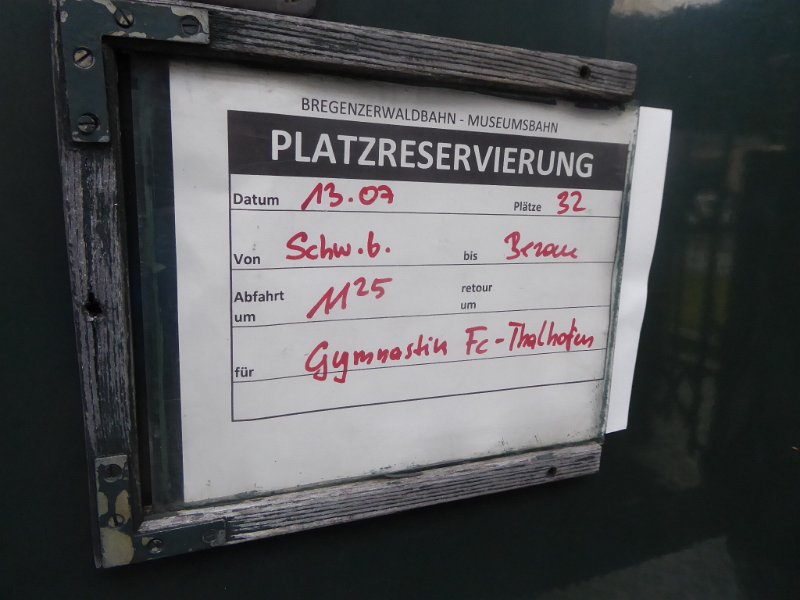 BREGENZERWALDBAHN - MUSEUMSBAHN
PLATZRESERVIERUNG
Datum 13.07 Plätze 32
Von Schw.b. bis Bezau
Abfahrt um 11 25 retour um
für Gymnastik Fc-Thalhofen